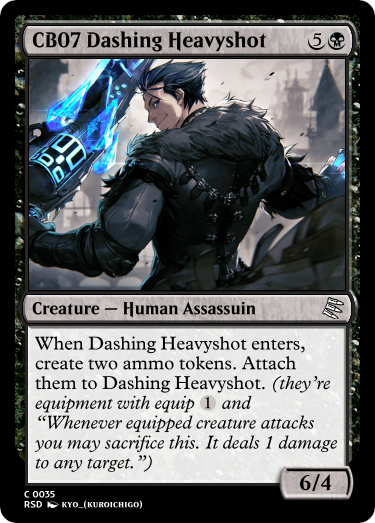 CB07 Dashing Heavyshot 5
Creature — Human Assassuin
When Dashing Heavyshot enters,
create two ammo tokens. Attach
them to Dashing Heavyshot. (they're
equipment with equip 1 and
“Whenever equipped creature attacks
you may sacrifice this. It deals 1 damage
to any target.”)
6/4
C 0035
RSD KYO_(KUROICHIGO)